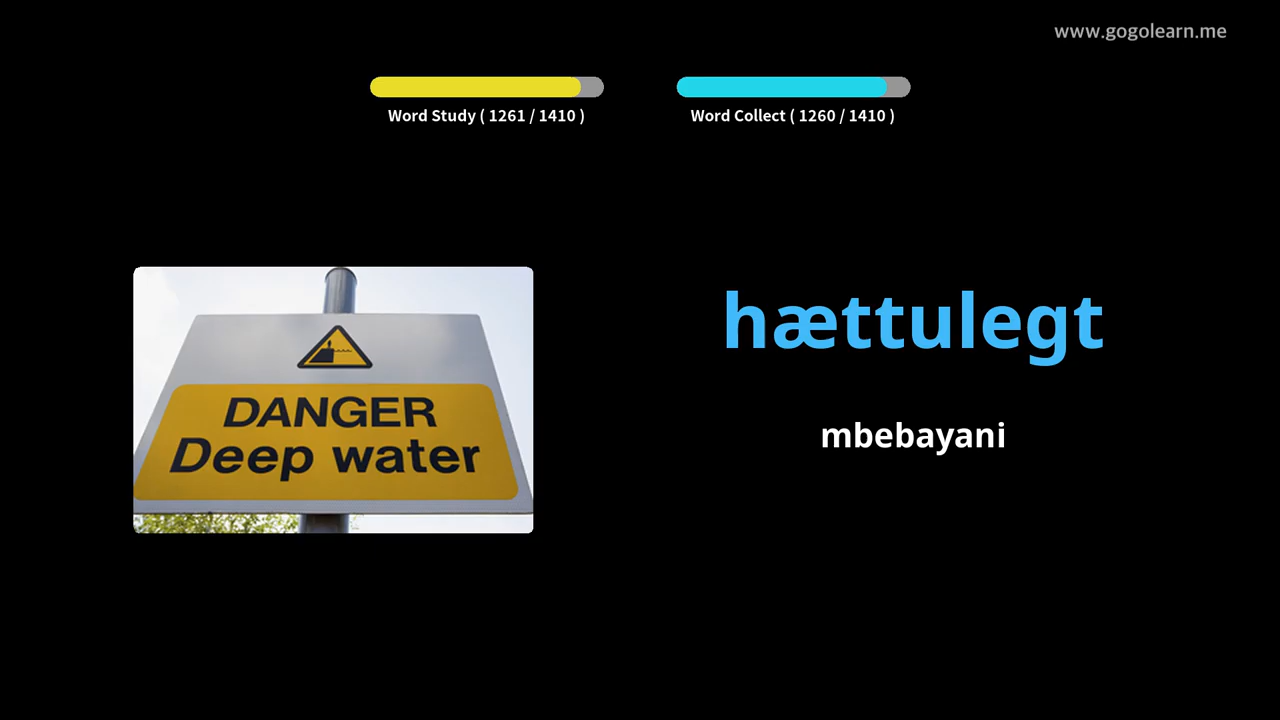 www.gogolearn.me
Word Study ( 1261 / 1410 )
Word Collect ( 1260 / 1410 )
DANGER
Deep water
hættulegt
mbebayani